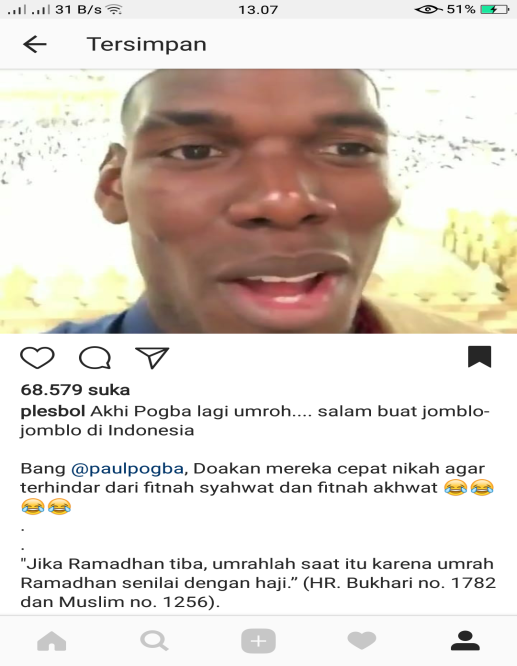 31 B/s
13.07
51%
Tersimpan
68.579 suka
plesbol Akhi Pogba lagi umroh.... salam buat jomblo-
jomblo di Indonesia
Bang @paulpogba, Doakan mereka cepat nikah agar
terhindar dari fitnah syahwat dan fitnah akhwat 😂😂
😂😂
.
.
"Jika Ramadhan tiba, umrahlah saat itu karena umrah
Ramadhan senilai dengan haji.” (HR. Bukhari no. 1782
dan Muslim no. 1256).